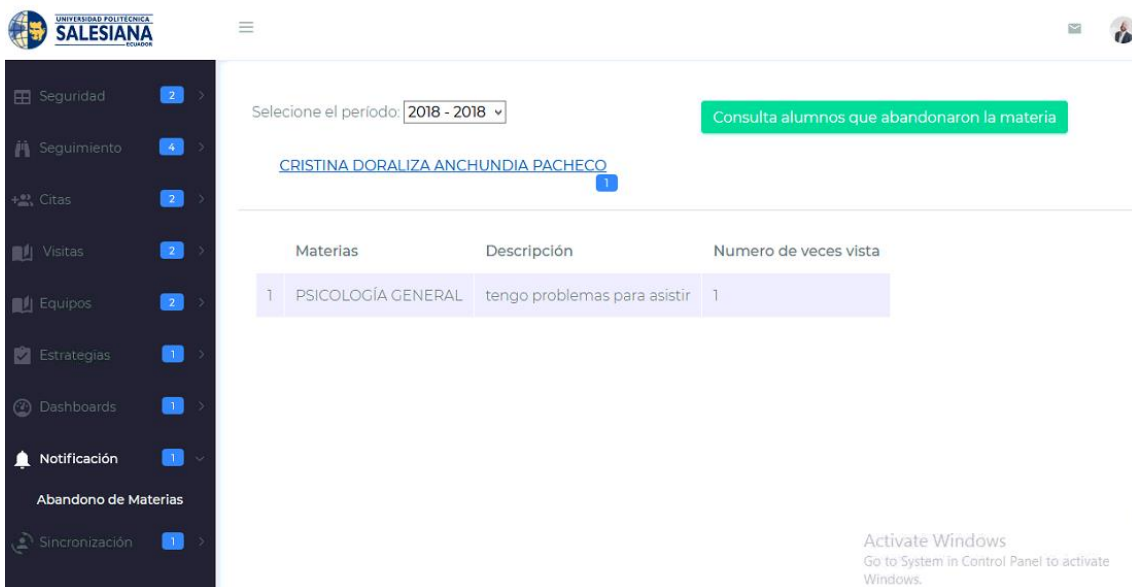 UNIVERSIDAD POLITÉCNICA
SALESIANA
ECUADOR
Seguridad 2
Seguimiento 4
Citas 2
Visitas 2
Equipos 2
Estrategias 1
Dashboards 1
Notificación 1
Abandono de Materias
Sincronización 1
Selecione el período: 2018 - 2018
Consulta alumnos que abandonaron la materia
CRISTINA DORALIZA ANCHUNDIA PACHECO
1
Materias Descripción Numero de veces vista
1 PSICOLOGÍA GENERAL tengo problemas para asistir 1
Activate Windows
Go to System in Control Panel to activate
Windows.